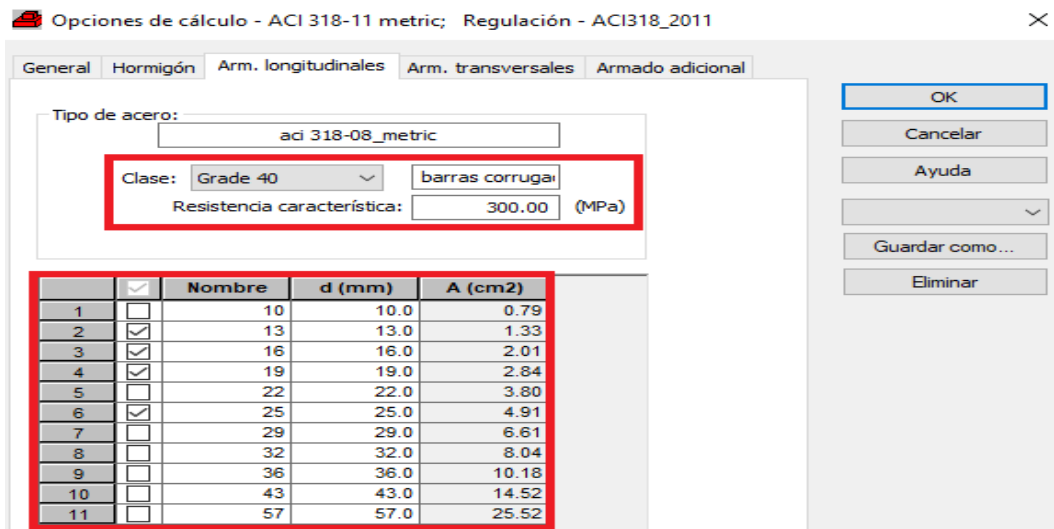 Opciones de cálculo - ACI 318-11 metric; Regulación - ACI318_2011
General Hormigón Arm. longitudinales Arm. transversales Armado adicional
OK
Tipo de acero:
aci 318-08_metric
Cancelar
Clase: Grade 40 barras corruga
Ayuda
Resistencia característica: 300.00 (MPa)
Guardar como...
Eliminar
Nombre d (mm) A (cm2)
1 10 10.0 0.79
2 13 13.0 1.33
3 16 16.0 2.01
4 19 19.0 2.84
5 22 22.0 3.80
6 25 25.0 4.91
7 29 29.0 6.61
8 32 32.0 8.04
9 36 36.0 10.18
10 43 43.0 14.52
11 57 57.0 25.52